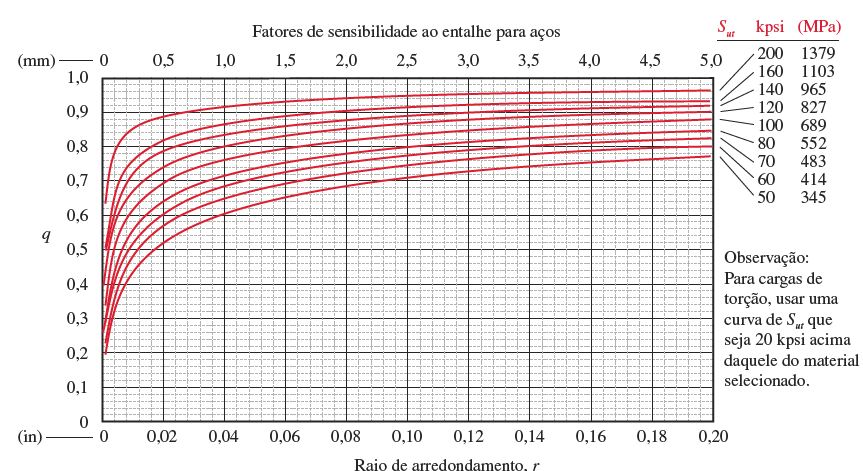 Fatores de sensibilidade ao entalhe para aços
S_ut kpsi (MPa)
(mm) 0 0,5 1,0 1,5 2,0 2,5 3,0 3,5 4,0 4,5 5,0
200 1379
160 1103
140 965
120 827
100 689
80 552
70 483
60 414
50 345
1,0
0,9
0,8
0,7
0,6
q
0,5
0,4
0,3
0,2
0,1
0
Observação:
Para cargas de
torção, usar uma
curva de S_ut que
seja 20 kpsi acima
daquele do material
selecionado.
(in) 0 0,02 0,04 0,06 0,08 0,10 0,12 0,14 0,16 0,18 0,20
Raio de arredondamento, r